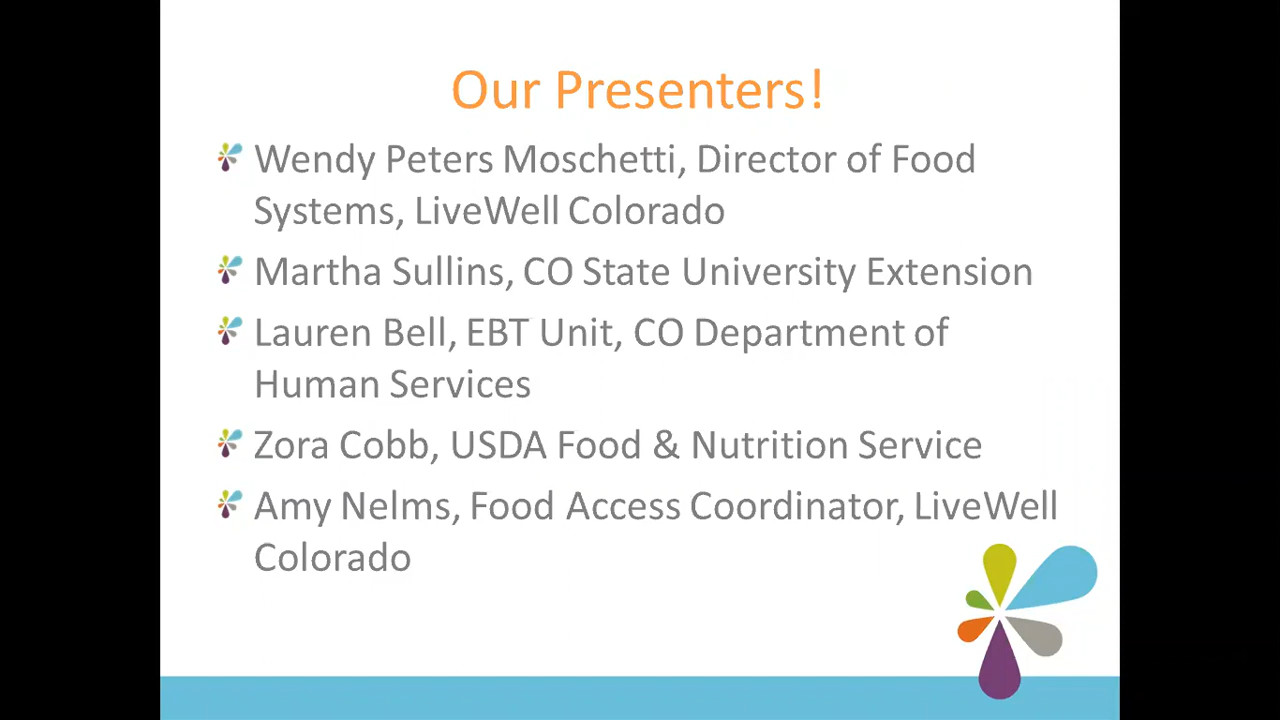 Our Presenters!
Wendy Peters Moschetti, Director of Food
Systems, LiveWell Colorado
Martha Sullins, CO State University Extension
Lauren Bell, EBT Unit, CO Department of
Human Services
Zora Cobb, USDA Food & Nutrition Service
Amy Nelms, Food Access Coordinator, LiveWell
Colorado